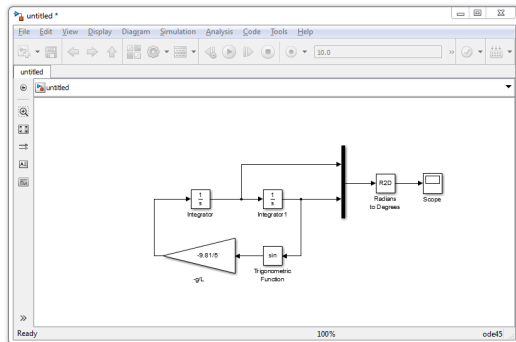 untitled *
File Edit View Display Diagram Simulation Analysis Code Tools Help
10.0
untitled
untitled
1
s
Integrator
1
s
Integrator1
R2D
Radians
to Degrees
Scope
-9.81/5
-g/L
sin
Trigonometric
Function
Ready 100% ode45